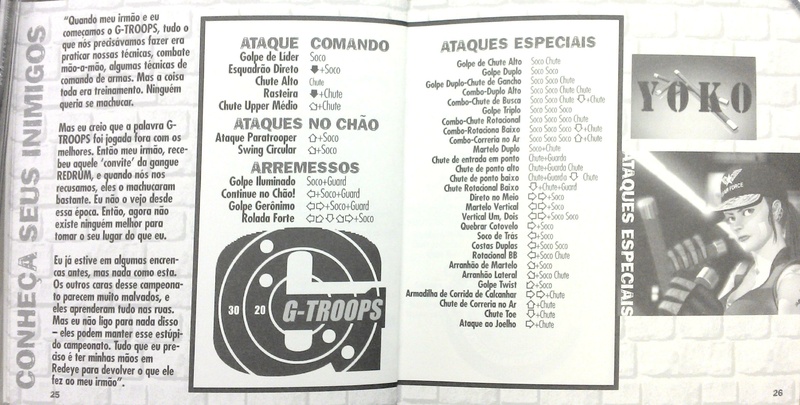 CONHEÇA SEUS INIMIGOS
"Quando meu irmão e eu
começamos o G-TROOPS, tudo o
que nós precisávamos fazer era
praticar nossas técnicas, combate
mão-a-mão, algumas técnicas de
comando de armas. Mas a coisa
toda era treinamento. Ninguém
queria se machucar.
Mas eu creio que a palavra G-
TROOPS foi jogada fora com os
melhores. Então meu irmão, rece-
beu aquele 'convite' da gangue
REDRUM, e quando nós nos
recusamos, eles o machucaram
bastante. Eu não o vejo desde
essa época. Então, agora não
existe ninguém melhor para
tomar o seu lugar do que eu.
Eu já estive em algumas encren-
cas antes, mas nada como esta.
Os outros caras desse campeona-
to parecem muito malvados, e
eles aprenderam tudo nas ruas.
Mas eu não ligo para nada disso
– eles podem manter esse estúpi-
do campeonato. Tudo que eu pre-
ciso é ter minhas mãos em
Redeye para devolver o que ele
fez ao meu irmão".
25
ATAQUE COMANDO
Golpe de Lider Soco
Esquadrão Direto ⬇+Soco
Chute Alto Chute
Rasteira ⬇+Chute
Chute Upper Médio ⇧+Chute
ATAQUES NO CHÃO
Ataque Paratrooper ⇧+Soco
Swing Circular ⇨+Soco
ARREMESSOS
Golpe Iluminado Soco+Guard
Continue no Chão! ⇦+Soco+Guard
Golpe Gerônimo ⇦⇨+Soco+Guard
Rolada Forte ⇦⇩⇨+Soco
30 20 G-TROOPS
ATAQUES ESPECIAIS
Golpe de Chute Alto Soco Chute
Golpe Duplo Soco Soco
Golpe Duplo-Chute de Gancho Soco Soco Chute
Combo-Duplo Alto Soco Soco Chute Chute
Combo-Chute de Busca Soco Soco Chute ⇩+Chute
Golpe Triplo Soco Soco Soco
Combo-Chute Rotacional Soco Soco Soco Chute
Combo-Rotaciona Baixo Soco Soco Soco ⇩+Chute
Combo-Correria no Ar Soco Soco Soco ⇧+Chute
Martelo Duplo Soco+Chute
Chute de entrada em ponto Chute+Guarda
Chute de ponto alto Chute+Guarda Chute
Chute de ponto baixo Chute+Guarda ⇩ Chute
Chute Rotacional Baixo ⇩+Chute+Guard
Direto no Meio ⇨⇨+Soco
Martelo Vertical ⇦⇨+Soco
Vertical Um, Dois ⇦⇨+Soco Soco
Quebrar Cotovelo ⇨+Soco
Soco de Trás ⇦+Soco
Costas Duplas ⇦+Soco Soco
Rotacional BB ⇦+Soco Chute
Arranhão de Martelo ⇧+Soco
Arranhão Lateral ⇧+Soco Chute
Golpe Twist ⇧+Soco
Armadilha de Corrida de Calcanhar ⇨⇨+Chute
Chute de Correria no Ar ⇧+Chute
Chute Toe ⇩+Chute
Ataque ao Joelho ⇨+Chute
YOKO
ATAQUES ESPECIAIS
26